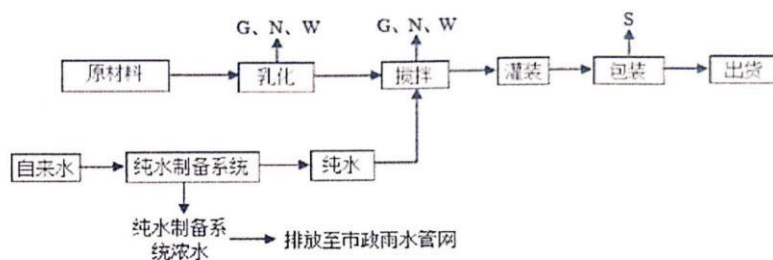 G、N、W
G、N、W
S
原材料
乳化
搅拌
灌装
包装
出货
自来水
纯水制备系统
纯水
纯水制备系
统浓水
排放至市政雨水管网